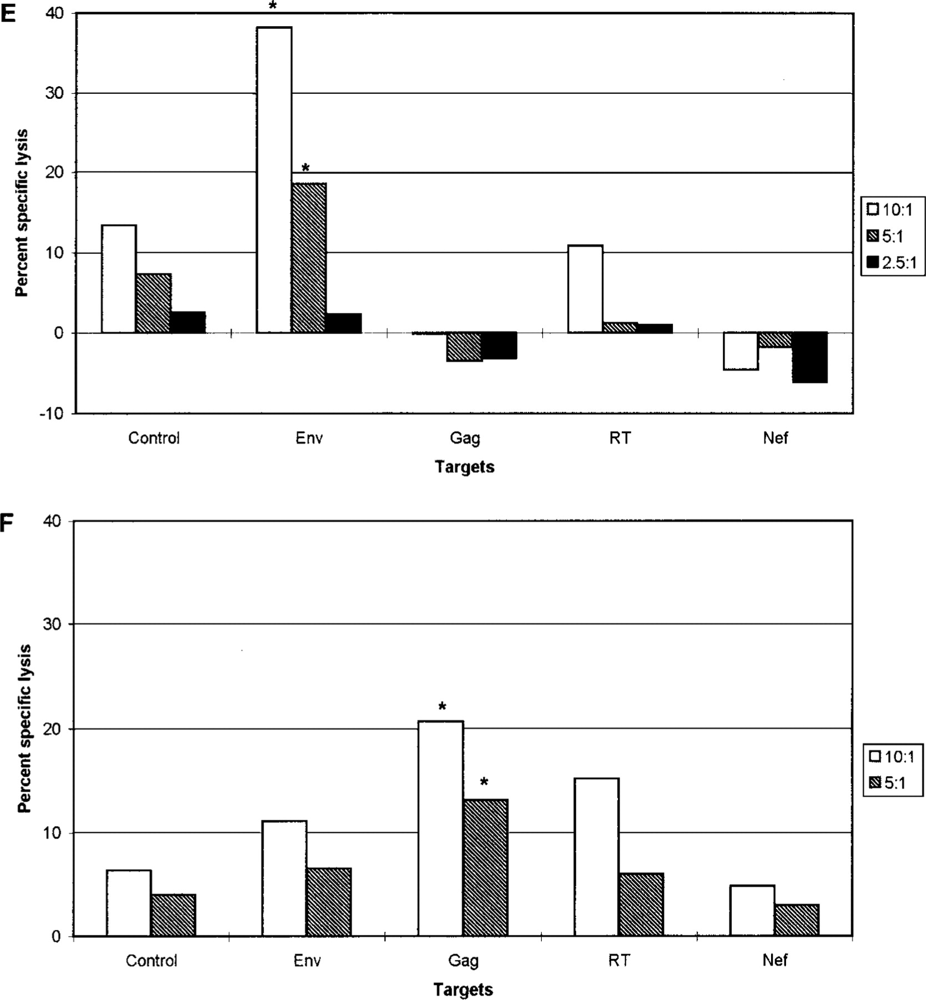 E
*
40
30
20
10
0
-10
*
Percent specific lysis
10:1
5:1
2.5:1
Control Env Gag RT Nef
Targets
F
40
30
20
10
0
*
*
Percent specific lysis
10:1
5:1
Control Env Gag RT Nef
Targets